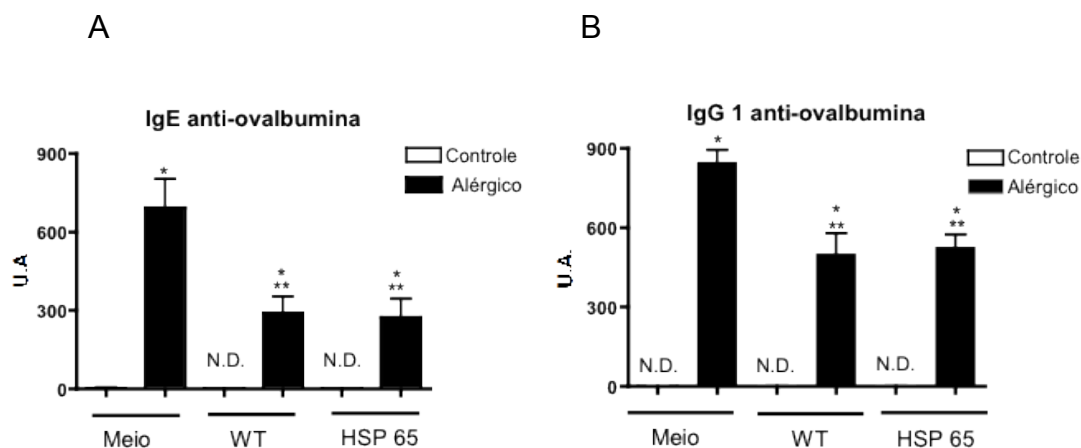 A
IgE anti-ovalbumina
Controle
Alérgico
900
600
300
0
U.A.
*
*
**
*
**
N.D.
N.D.
Meio
WT
HSP 65
B
IgG 1 anti-ovalbumina
Controle
Alérgico
900
600
300
0
U.A.
*
*
**
*
**
N.D.
N.D.
N.D.
Meio
WT
HSP 65